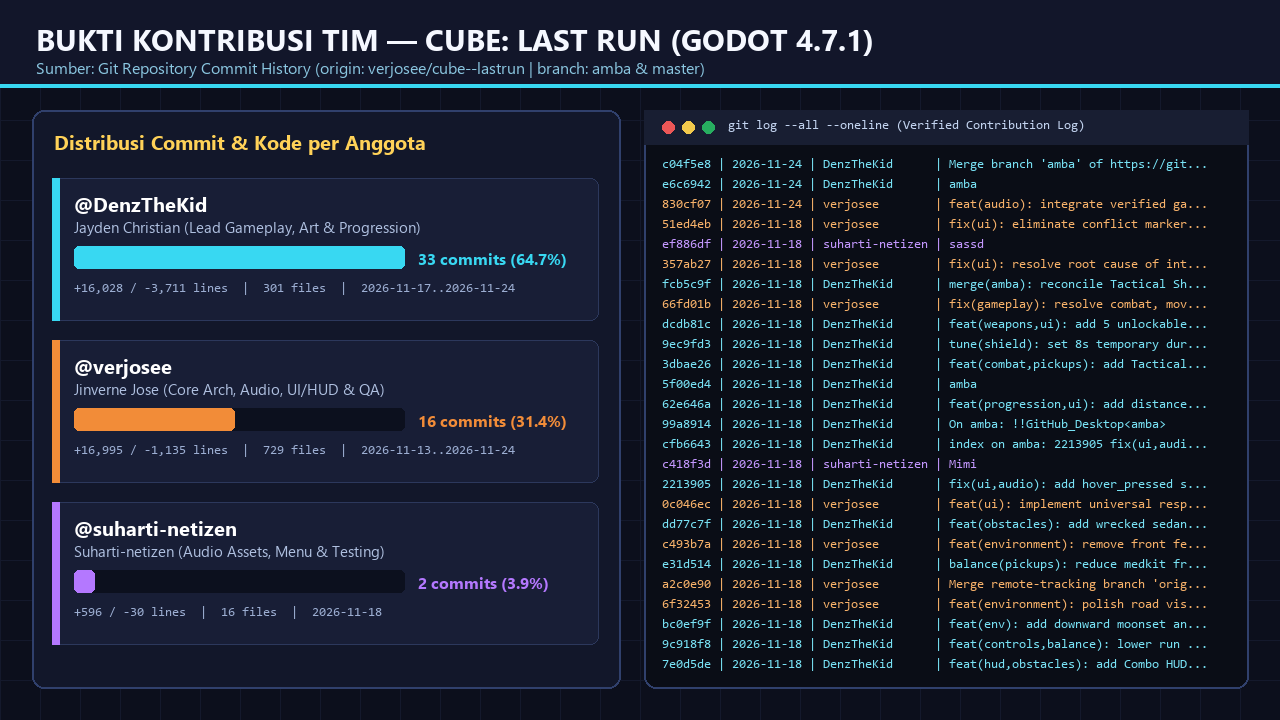 BUKTI KONTRIBUSI TIM — CUBE: LAST RUN (GODOT 4.7.1)
Sumber: Git Repository Commit History (origin: verjosee/cube--lastrun | branch: amba & master)
Distribusi Commit & Kode per Anggota
@DenzTheKid
Jayden Christian (Lead Gameplay, Art & Progression)
33 commits (64.7%)
+16,028 / -3,711 lines | 301 files | 2026-11-17..2026-11-24
@verjosee
Jinverne Jose (Core Arch, Audio, UI/HUD & QA)
16 commits (31.4%)
+16,995 / -1,135 lines | 729 files | 2026-11-13..2026-11-24
@suharti-netizen
Suharti-netizen (Audio Assets, Menu & Testing)
2 commits (3.9%)
+596 / -30 lines | 16 files | 2026-11-18
git log --all --oneline (Verified Contribution Log)
c04f5e8 | 2026-11-24 | DenzTheKid | Merge branch 'amba' of https://git...
e6c6942 | 2026-11-24 | DenzTheKid | amba
830cf07 | 2026-11-24 | verjosee | feat(audio): integrate verified ga...
51ed4eb | 2026-11-18 | verjosee | fix(ui): eliminate conflict marker...
ef886df | 2026-11-18 | suharti-netizen | sassd
357ab27 | 2026-11-18 | verjosee | fix(ui): resolve root cause of int...
fcb5c9f | 2026-11-18 | DenzTheKid | merge(amba): reconcile Tactical Sh...
66fd01b | 2026-11-18 | verjosee | fix(gameplay): resolve combat, mov...
dcdb81c | 2026-11-18 | DenzTheKid | feat(weapons,ui): add 5 unlockable...
9ec9fd3 | 2026-11-18 | DenzTheKid | tune(shield): set 8s temporary dur...
3dbae26 | 2026-11-18 | DenzTheKid | feat(combat,pickups): add Tactical...
5f00ed4 | 2026-11-18 | DenzTheKid | amba
62e646a | 2026-11-18 | DenzTheKid | feat(progression,ui): add distance...
99a8914 | 2026-11-18 | DenzTheKid | On amba: !!GitHub_Desktop<amba>
cfb6643 | 2026-11-18 | DenzTheKid | index on amba: 2213905 fix(ui,audi...
c418f3d | 2026-11-18 | suharti-netizen | Mimi
2213905 | 2026-11-18 | DenzTheKid | fix(ui,audio): add hover_pressed s...
0c046ec | 2026-11-18 | verjosee | feat(ui): implement universal resp...
dd77c7f | 2026-11-18 | DenzTheKid | feat(obstacles): add wrecked sedan...
c493b7a | 2026-11-18 | verjosee | feat(environment): remove front fe...
e31d514 | 2026-11-18 | DenzTheKid | balance(pickups): reduce medkit fr...
a2c0e90 | 2026-11-18 | verjosee | Merge remote-tracking branch 'orig...
6f32453 | 2026-11-18 | verjosee | feat(environment): polish road vis...
bc0ef9f | 2026-11-18 | DenzTheKid | feat(env): add downward moonset an...
9c918f8 | 2026-11-18 | DenzTheKid | feat(controls,balance): lower run ...
7e0d5de | 2026-11-18 | DenzTheKid | feat(hud,obstacles): add Combo HUD...